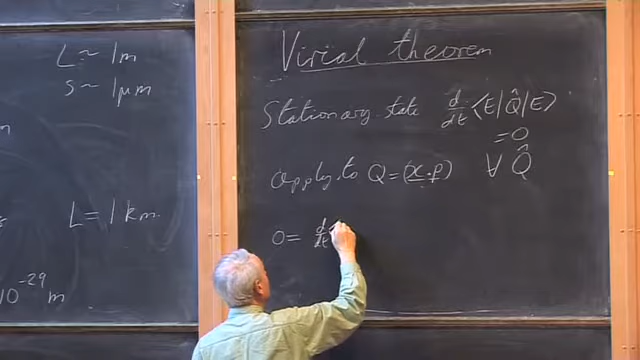 L ~ 1m
s ~ 1μm
L = 1 km
10^-29 m
Virial theorem
Stationary state d/dt <E|Q̂|E>
= 0
∀ Q̂
Apply to Q = (x·p)
0 = d/dt